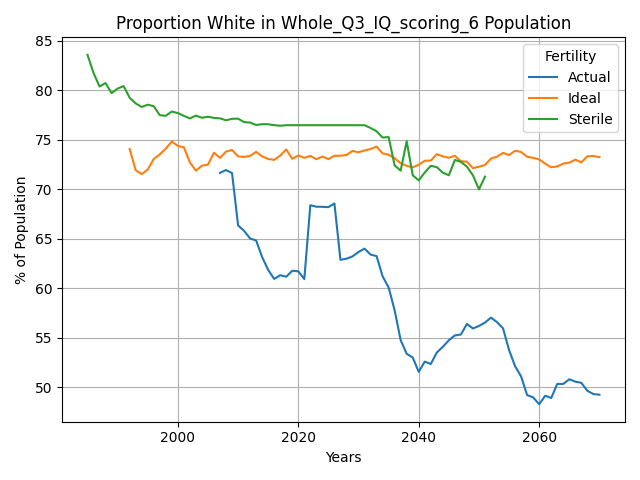 Proportion White in Whole_Q3_IQ_scoring_6 Population
85
80
75
70
65
60
55
50
% of Population
Fertility
Actual
Ideal
Sterile
2000 2020 2040 2060
Years